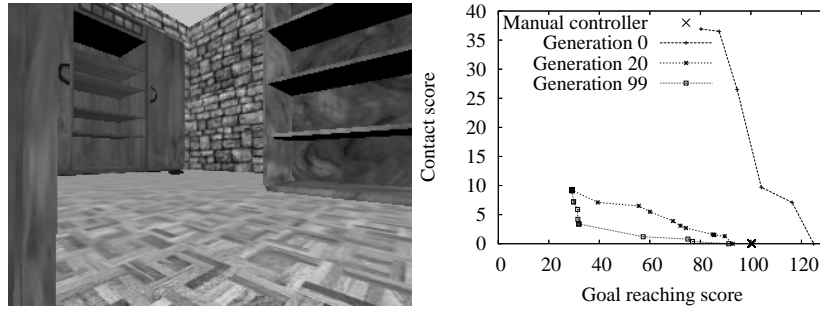 Manual controller
Generation 0
Generation 20
Generation 99
Contact score
40
35
30
25
20
15
10
5
0
0 20 40 60 80 100 120
Goal reaching score